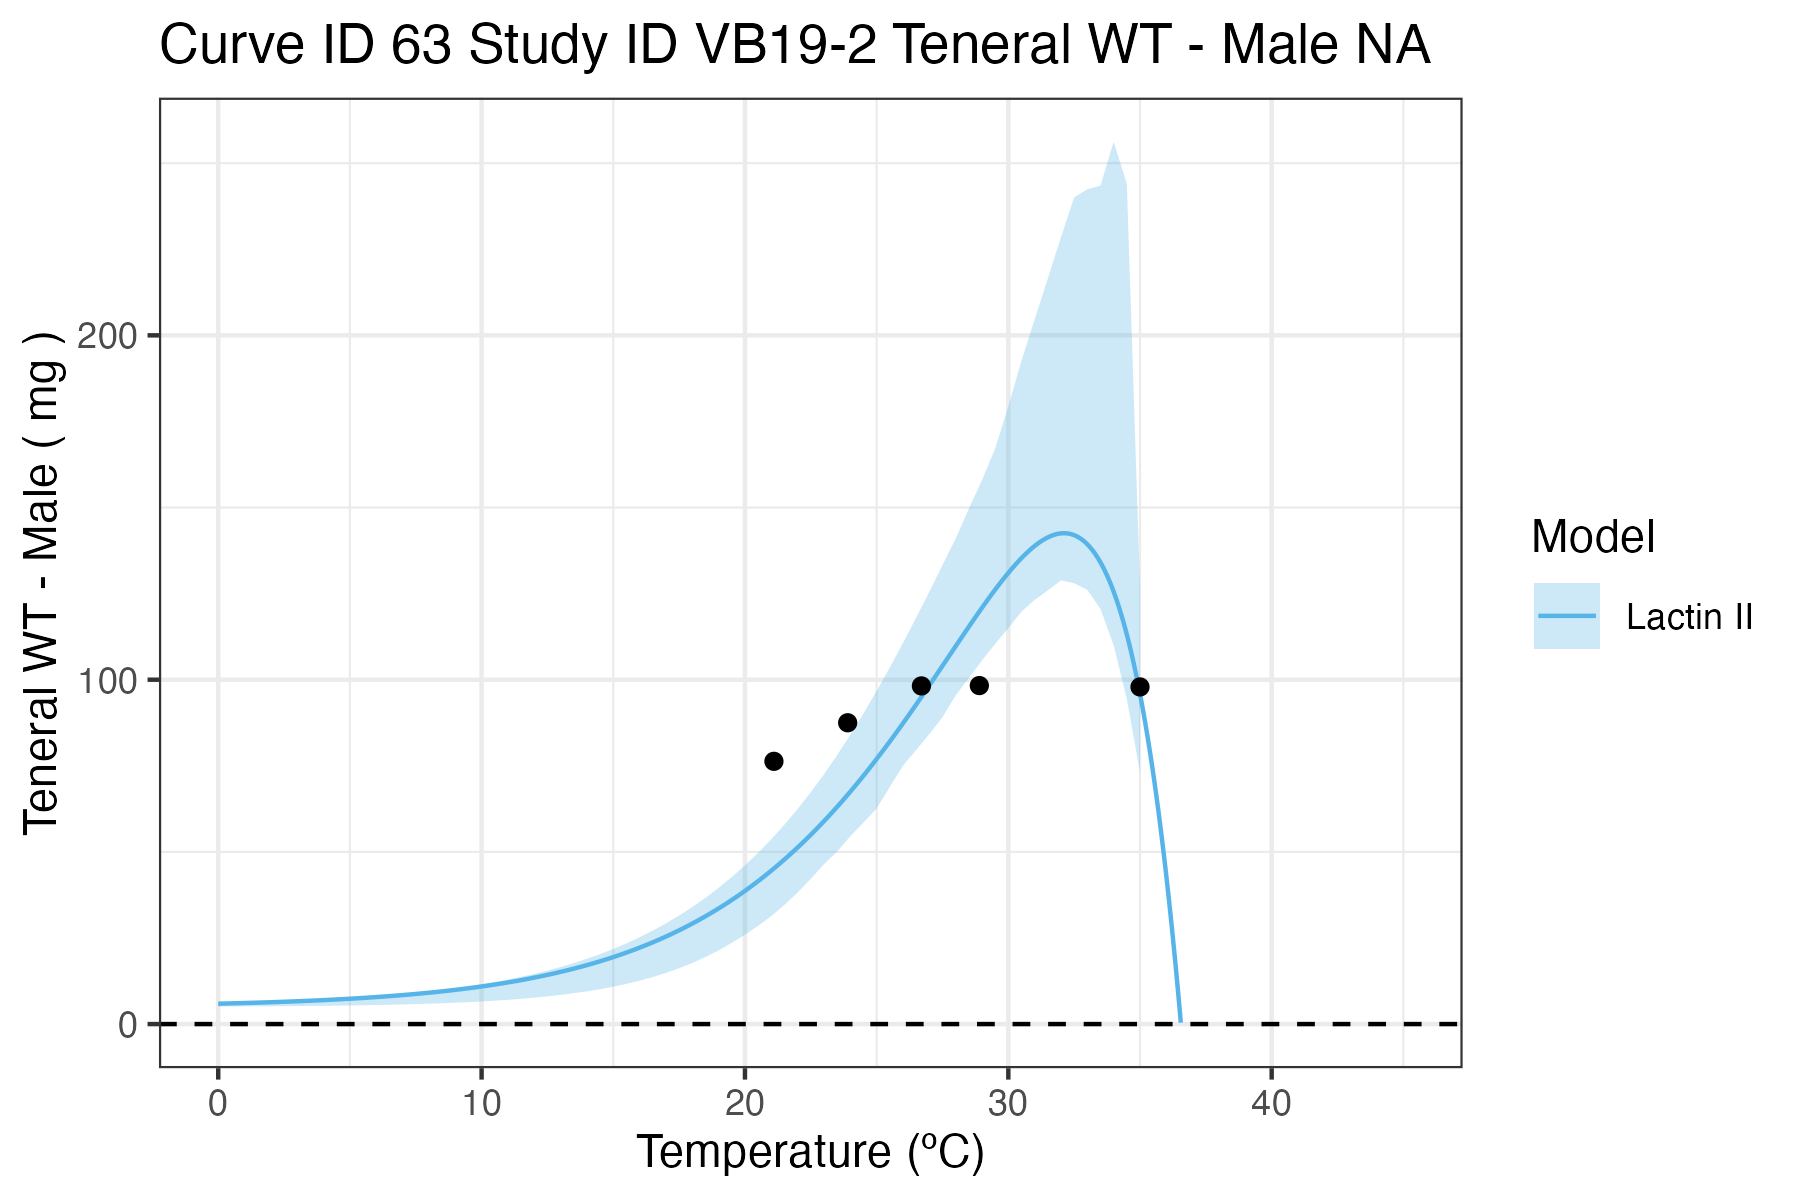 Curve ID 63 Study ID VB19-2 Teneral WT - Male NA
Teneral WT - Male ( mg )
200
100
0
0 10 20 30 40
Temperature (ºC)
Model
Lactin II